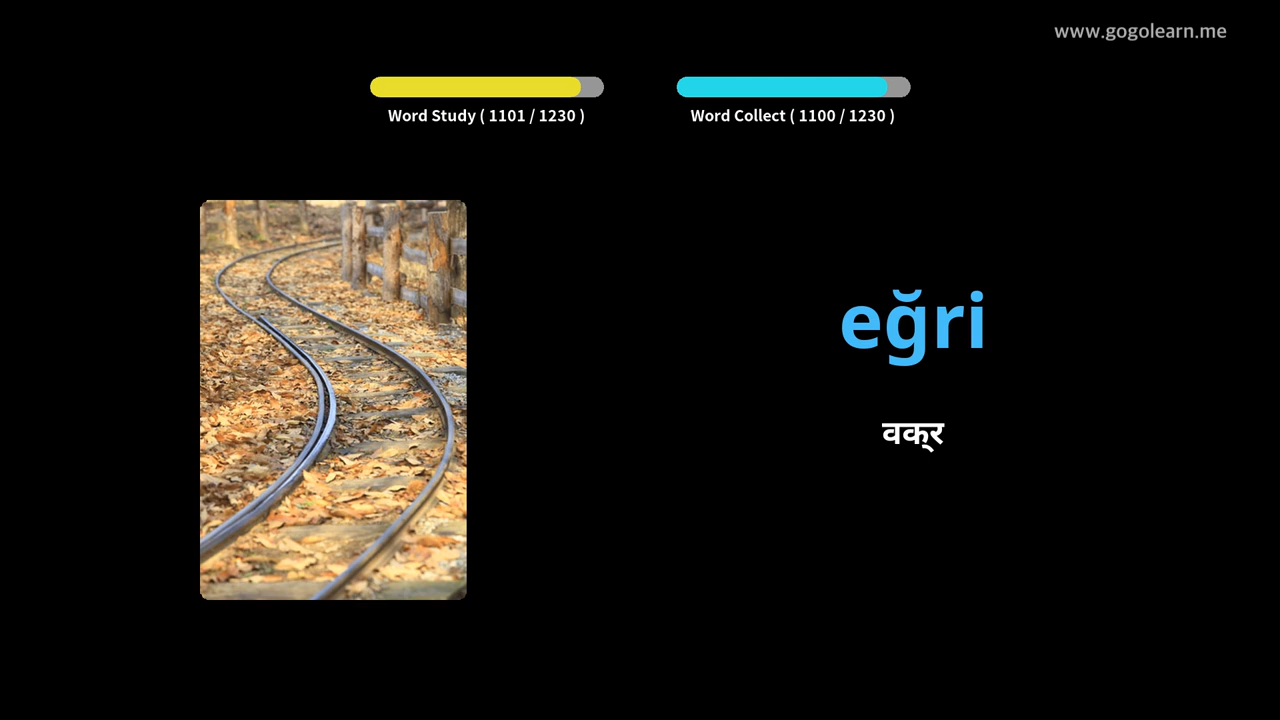 www.gogolearn.me
Word Study ( 1101 / 1230 )
Word Collect ( 1100 / 1230 )
eğri
वक्र